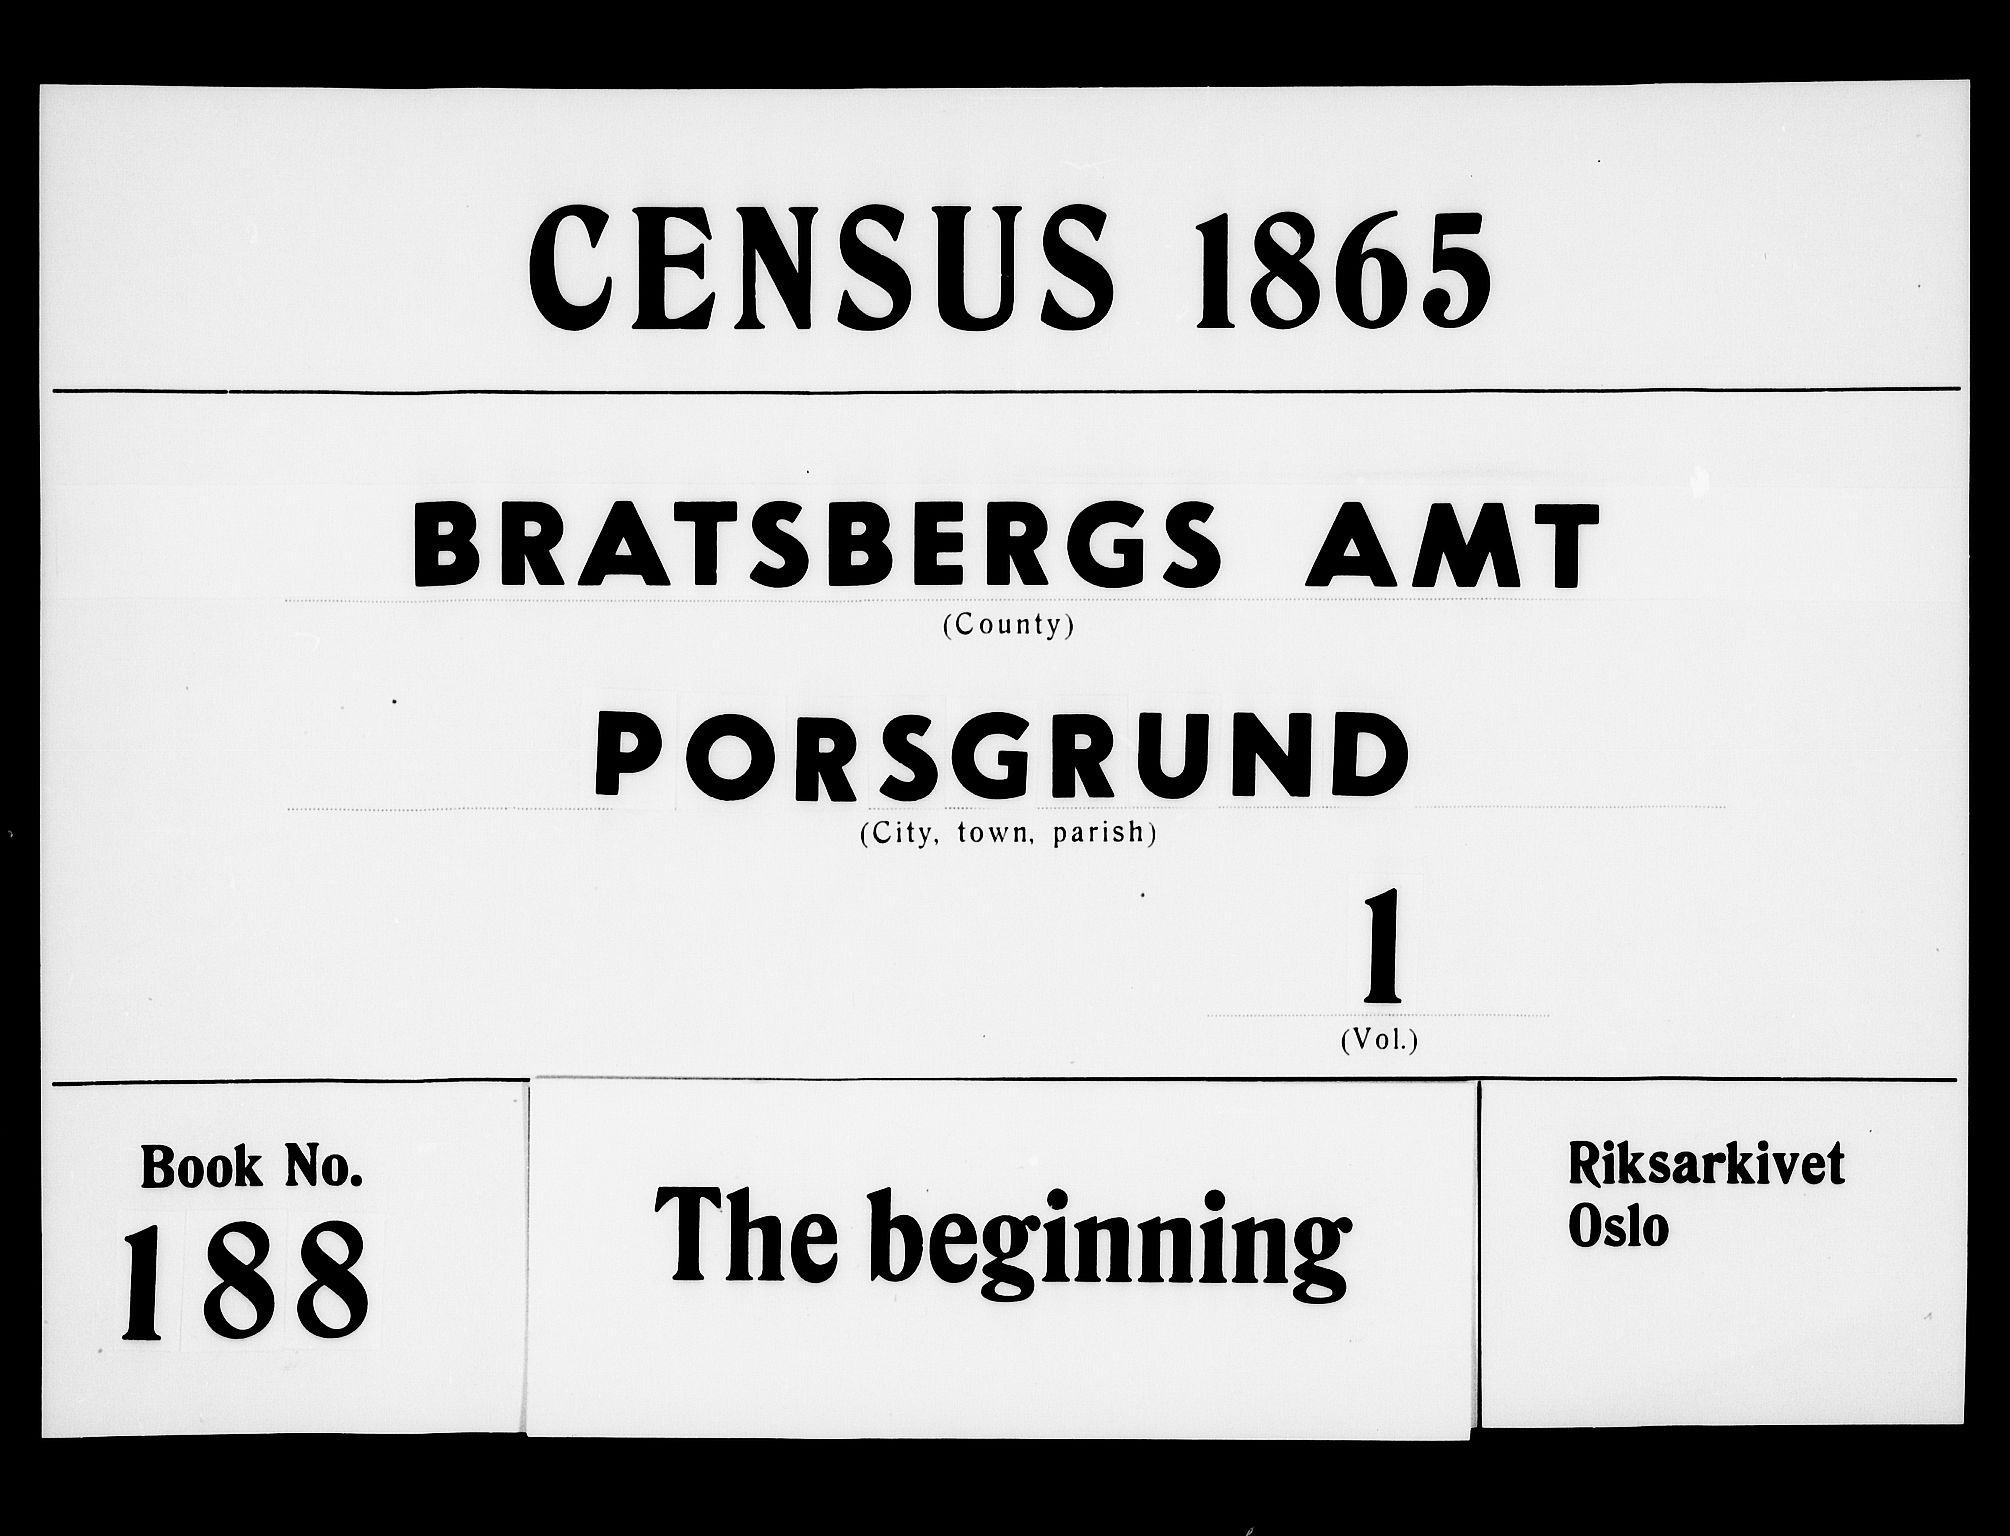 CENSUS 1865
BRATSBERGS AMT
(County)
PORSGRUND
(City, town, parish)
1
(Vol.)
Book No.
188
The beginning
Riksarkivet
Oslo